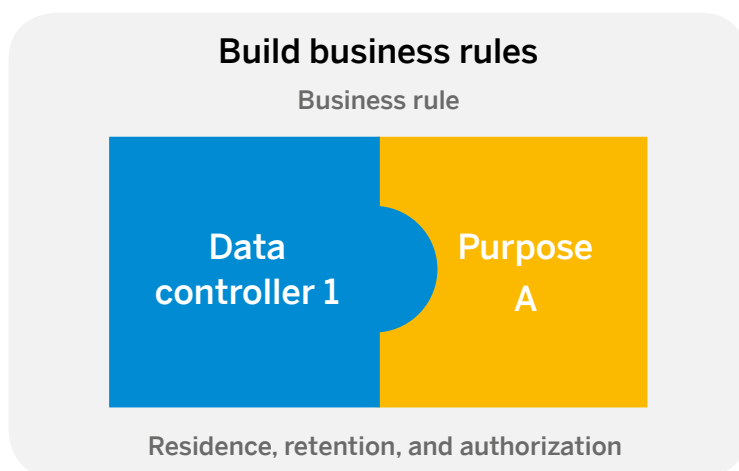 Build business rules
Business rule
Data
controller 1
Purpose
A
Residence, retention, and authorization